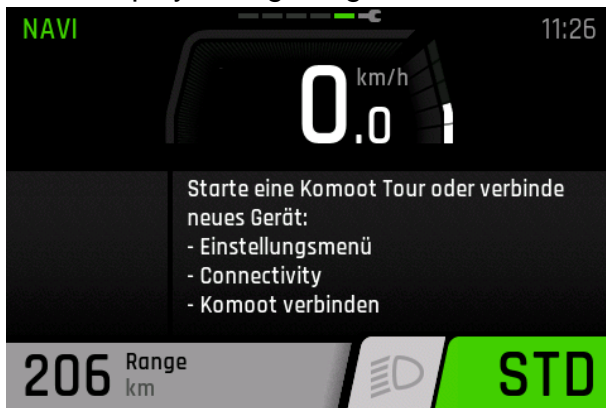 NAVI
11:26
km/h
0.0
Starte eine Komoot Tour oder verbinde
neues Gerät:
- Einstellungsmenü
- Connectivity
- Komoot verbinden
206 Range
km
STD